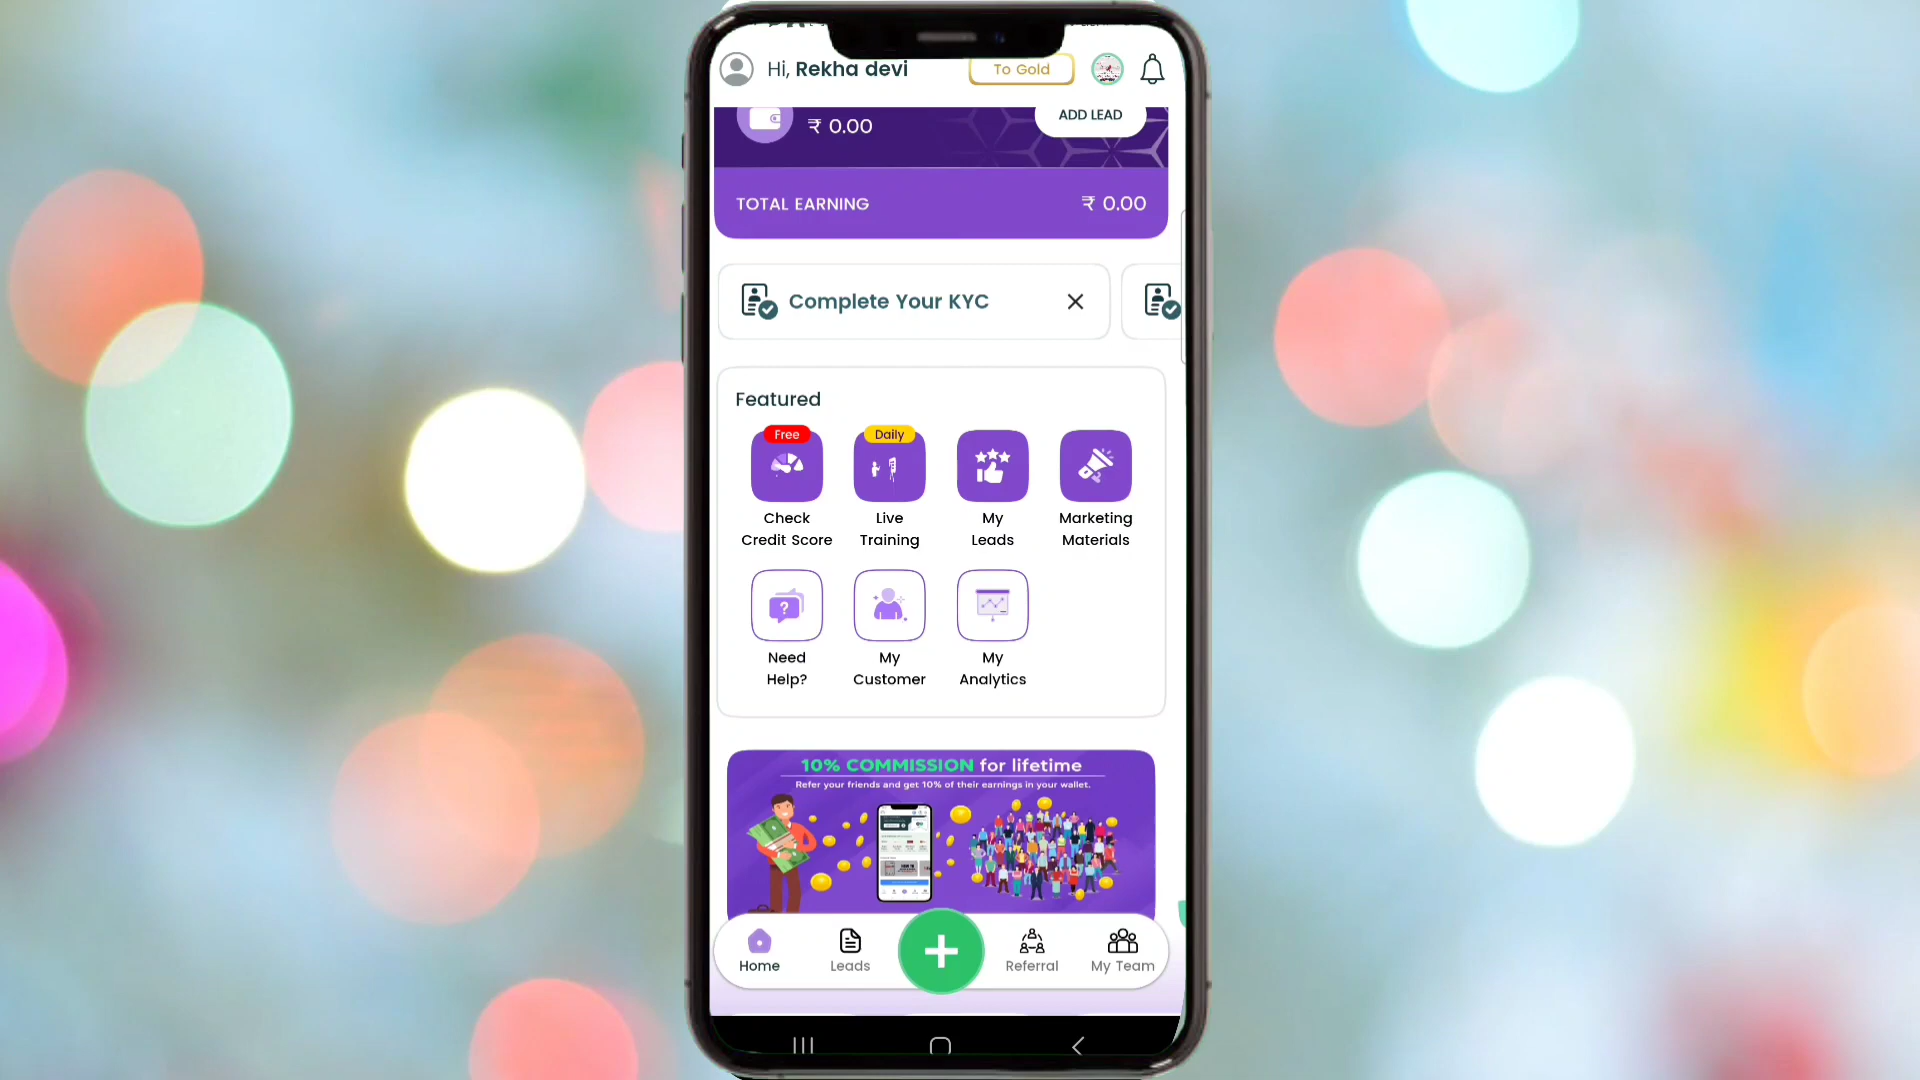 Hi, Rekha devi
To Gold
₹ 0.00
ADD LEAD
TOTAL EARNING
₹ 0.00
Complete Your KYC
Featured
Free
Daily
Check
Credit Score
Live
Training
My
Leads
Marketing
Materials
Need
Help?
My
Customer
My
Analytics
10% COMMISSION for lifetime
Refer your friends and get 10% of their earnings in your wallet.
Home
Leads
Referral
My Team